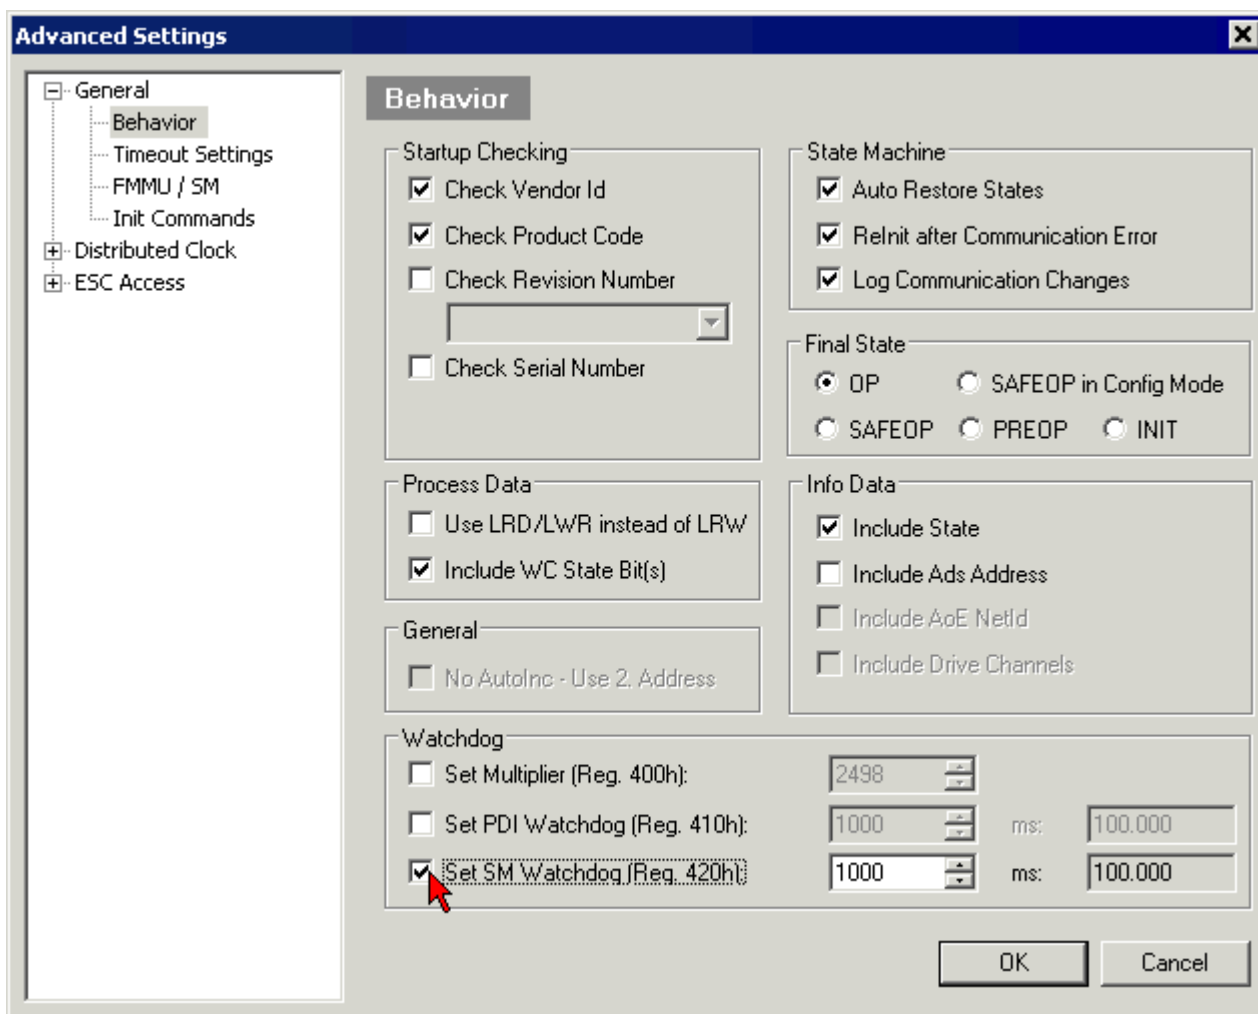 Advanced Settings
General
Behavior
Timeout Settings
FMMU / SM
Init Commands
Distributed Clock
ESC Access
Behavior
Startup Checking
Check Vendor Id
Check Product Code
Check Revision Number
Check Serial Number
State Machine
Auto Restore States
ReInit after Communication Error
Log Communication Changes
Final State
OP SAFEOP in Config Mode
SAFEOP PREOP INIT
Process Data
Use LRD/LWR instead of LRW
Include WC State Bit(s)
Info Data
Include State
Include Ads Address
Include AoE NetId
Include Drive Channels
General
No AutoInc - Use 2. Address
Watchdog
Set Multiplier (Reg. 400h): 2498
Set PDI Watchdog (Reg. 410h): 1000 ms: 100.000
Set SM Watchdog (Reg. 420h): 1000 ms: 100.000
OK Cancel